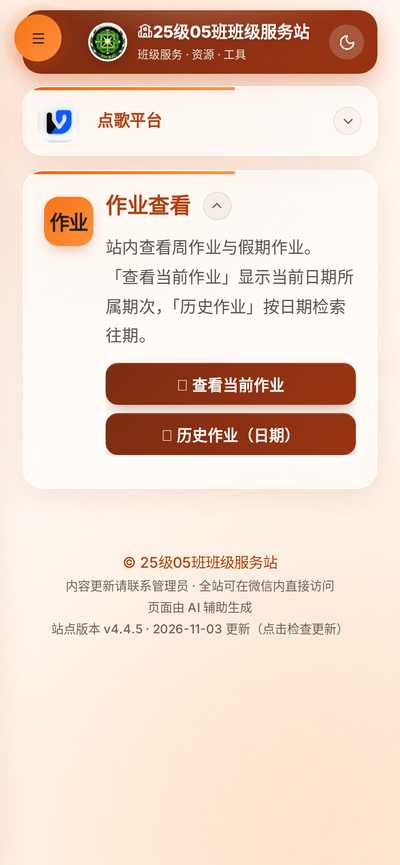 25级05班班级服务站
班级服务 · 资源 · 工具
点歌平台
作业
作业查看
站内查看周作业与假期作业。
「查看当前作业」显示当前日期所
属期次，「历史作业」按日期检索
往期。
查看当前作业
历史作业（日期）
© 25级05班班级服务站
内容更新请联系管理员 · 全站可在微信内直接访问
页面由 AI 辅助生成
站点版本 v4.4.5 · 2026-11-03 更新（点击检查更新）